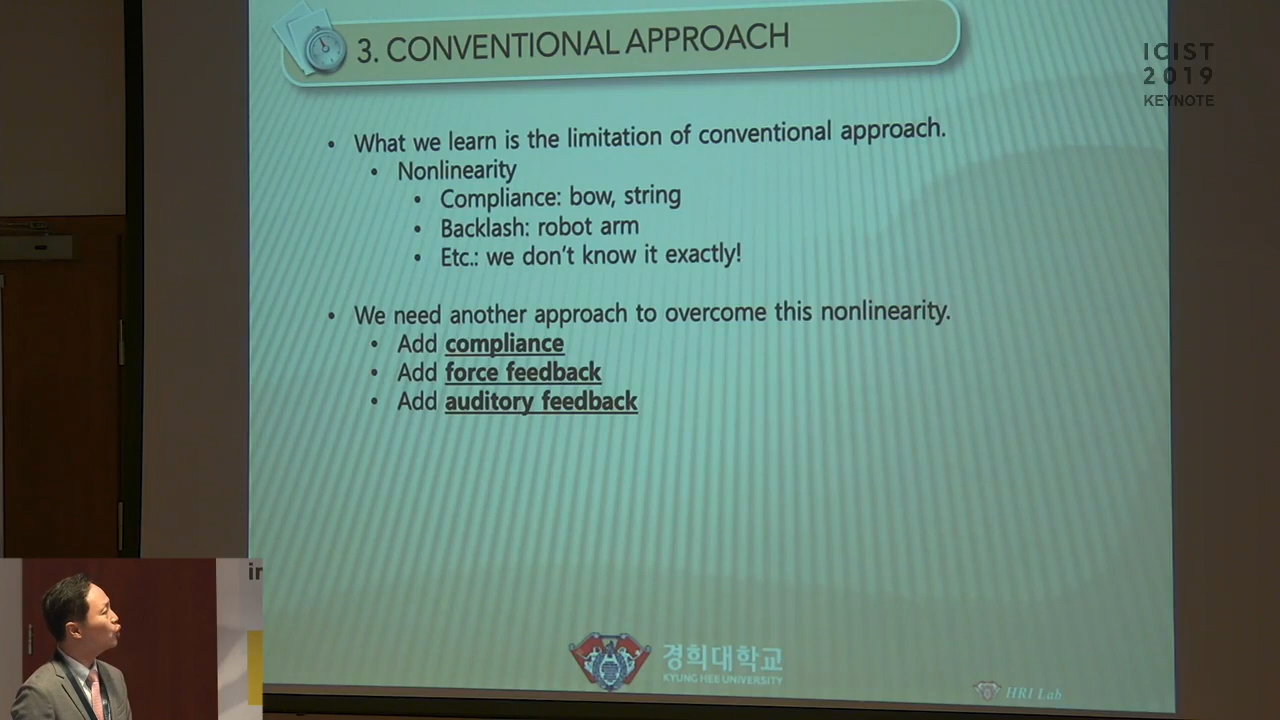 3. CONVENTIONAL APPROACH
ICIST
2019
KEYNOTE
• What we learn is the limitation of conventional approach.
• Nonlinearity
• Compliance: bow, string
• Backlash: robot arm
• Etc.: we don't know it exactly!
• We need another approach to overcome this nonlinearity.
• Add compliance
• Add force feedback
• Add auditory feedback
in
경희대학교
KYUNG HEE UNIVERSITY
HRI Lab